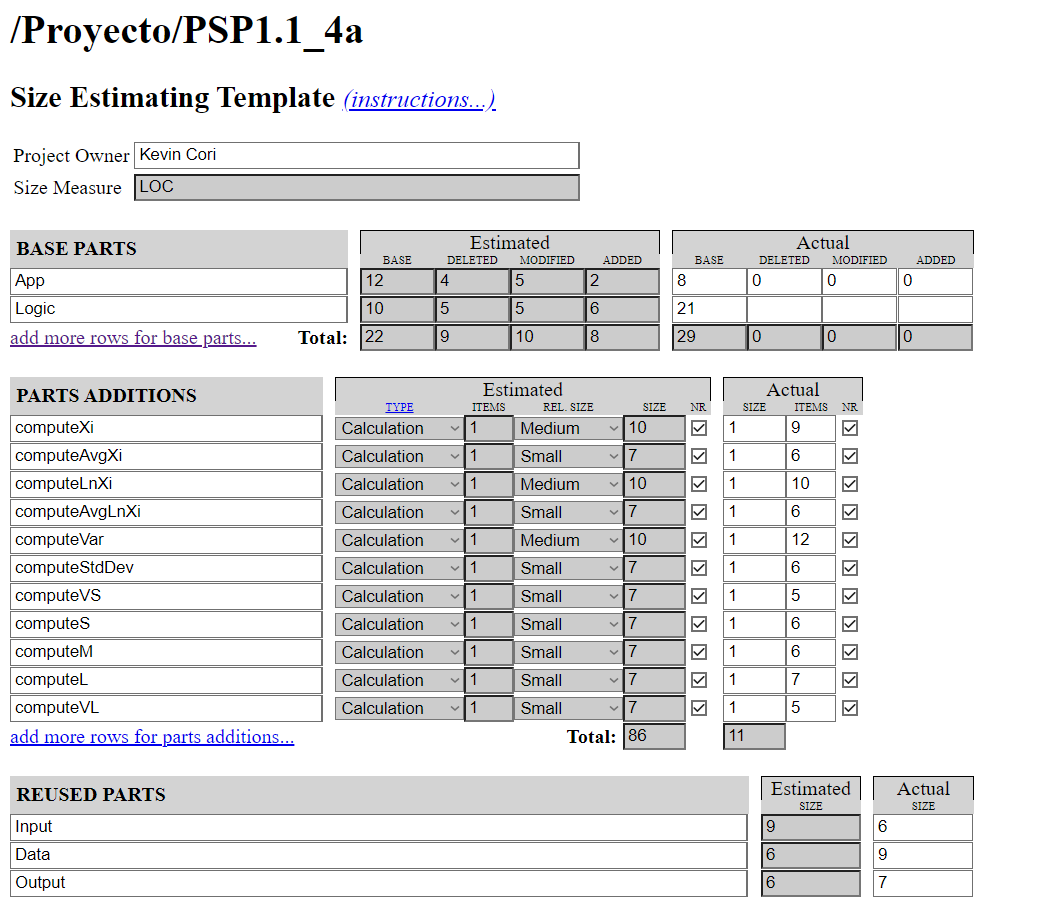 /Proyecto/PSP1.1_4a
Size Estimating Template (instructions...)
Project Owner Kevin Cori
Size Measure LOC
BASE PARTS Estimated Actual
BASE DELETED MODIFIED ADDED BASE DELETED MODIFIED ADDED
App 12 4 5 2 8 0 0 0
Logic 10 5 5 6 21
add more rows for base parts... Total: 22 9 10 8 29 0 0 0
PARTS ADDITIONS Estimated Actual
TYPE ITEMS REL. SIZE SIZE NR SIZE ITEMS NR
computeXi Calculation 1 Medium 10 1 9
computeAvgXi Calculation 1 Small 7 1 6
computeLnXi Calculation 1 Medium 10 1 10
computeAvgLnXi Calculation 1 Small 7 1 6
computeVar Calculation 1 Medium 10 1 12
computeStdDev Calculation 1 Small 7 1 6
computeVS Calculation 1 Small 7 1 5
computeS Calculation 1 Small 7 1 6
computeM Calculation 1 Small 7 1 6
computeL Calculation 1 Small 7 1 7
computeVL Calculation 1 Small 7 1 5
add more rows for parts additions... Total: 86 11
REUSED PARTS Estimated Actual
SIZE SIZE
Input 9 6
Data 6 9
Output 6 7